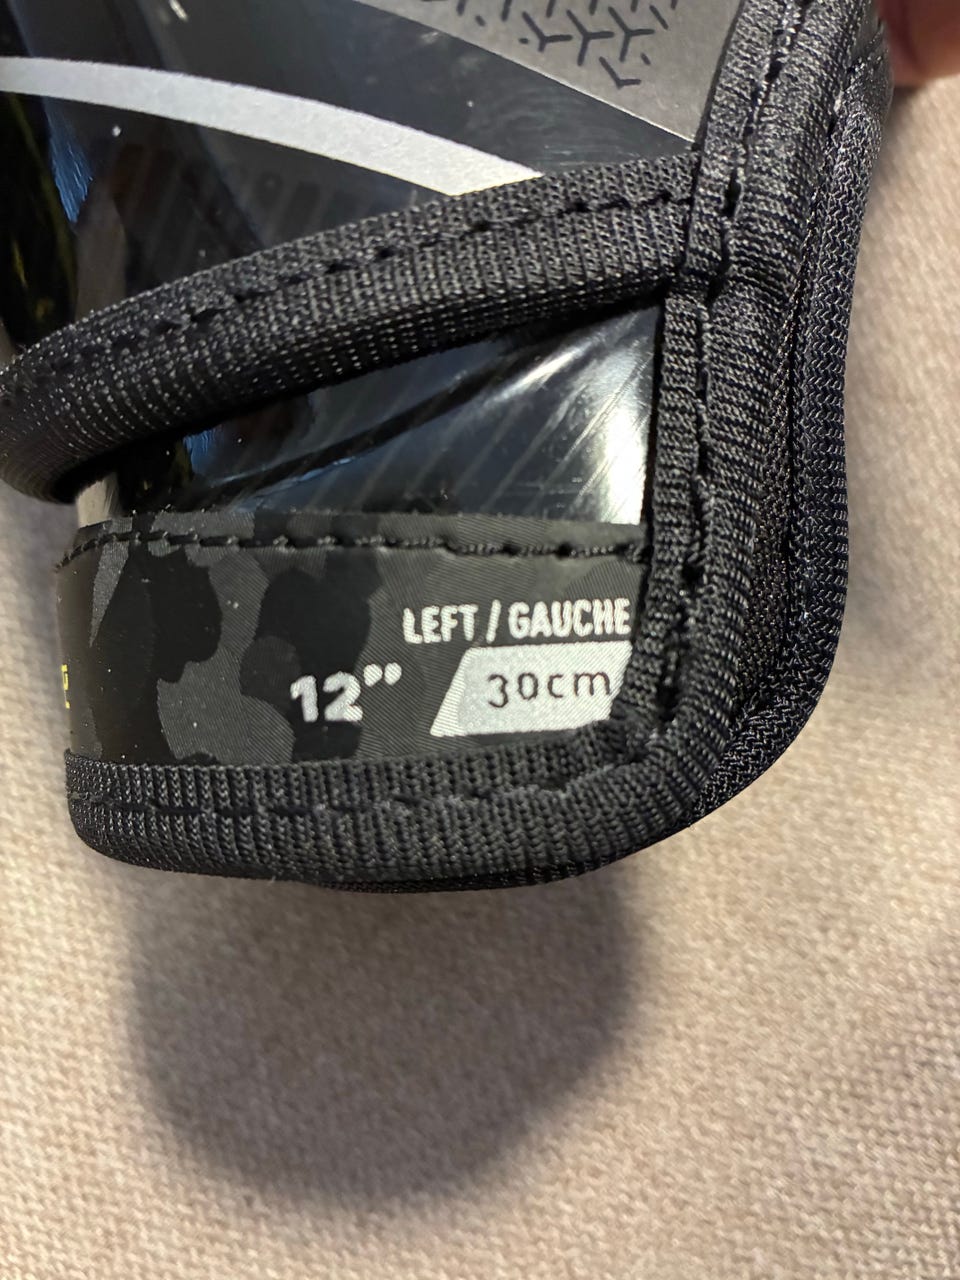 LEFT / GAUCHE
12” 30cm